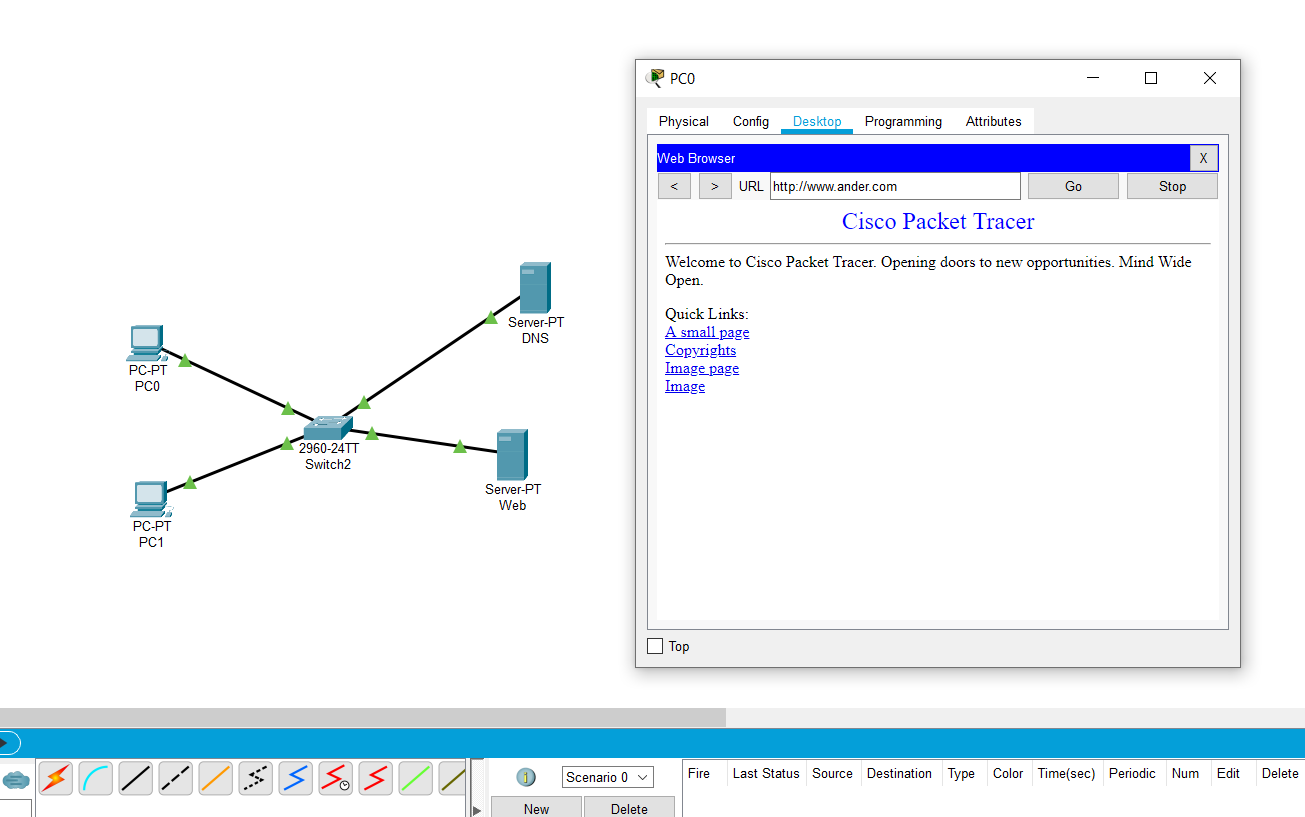 Server-PT
DNS
PC-PT
PC0
2960-24TT
Switch2
Server-PT
Web
PC-PT
PC1
PC0
Physical Config Desktop Programming Attributes
Web Browser X
< > URL http://www.ander.com Go Stop
Cisco Packet Tracer
Welcome to Cisco Packet Tracer. Opening doors to new opportunities. Mind Wide
Open.
Quick Links:
A small page
Copyrights
Image page
Image
Top
Scenario 0
New Delete
Fire Last Status Source Destination Type Color Time(sec) Periodic Num Edit Delete